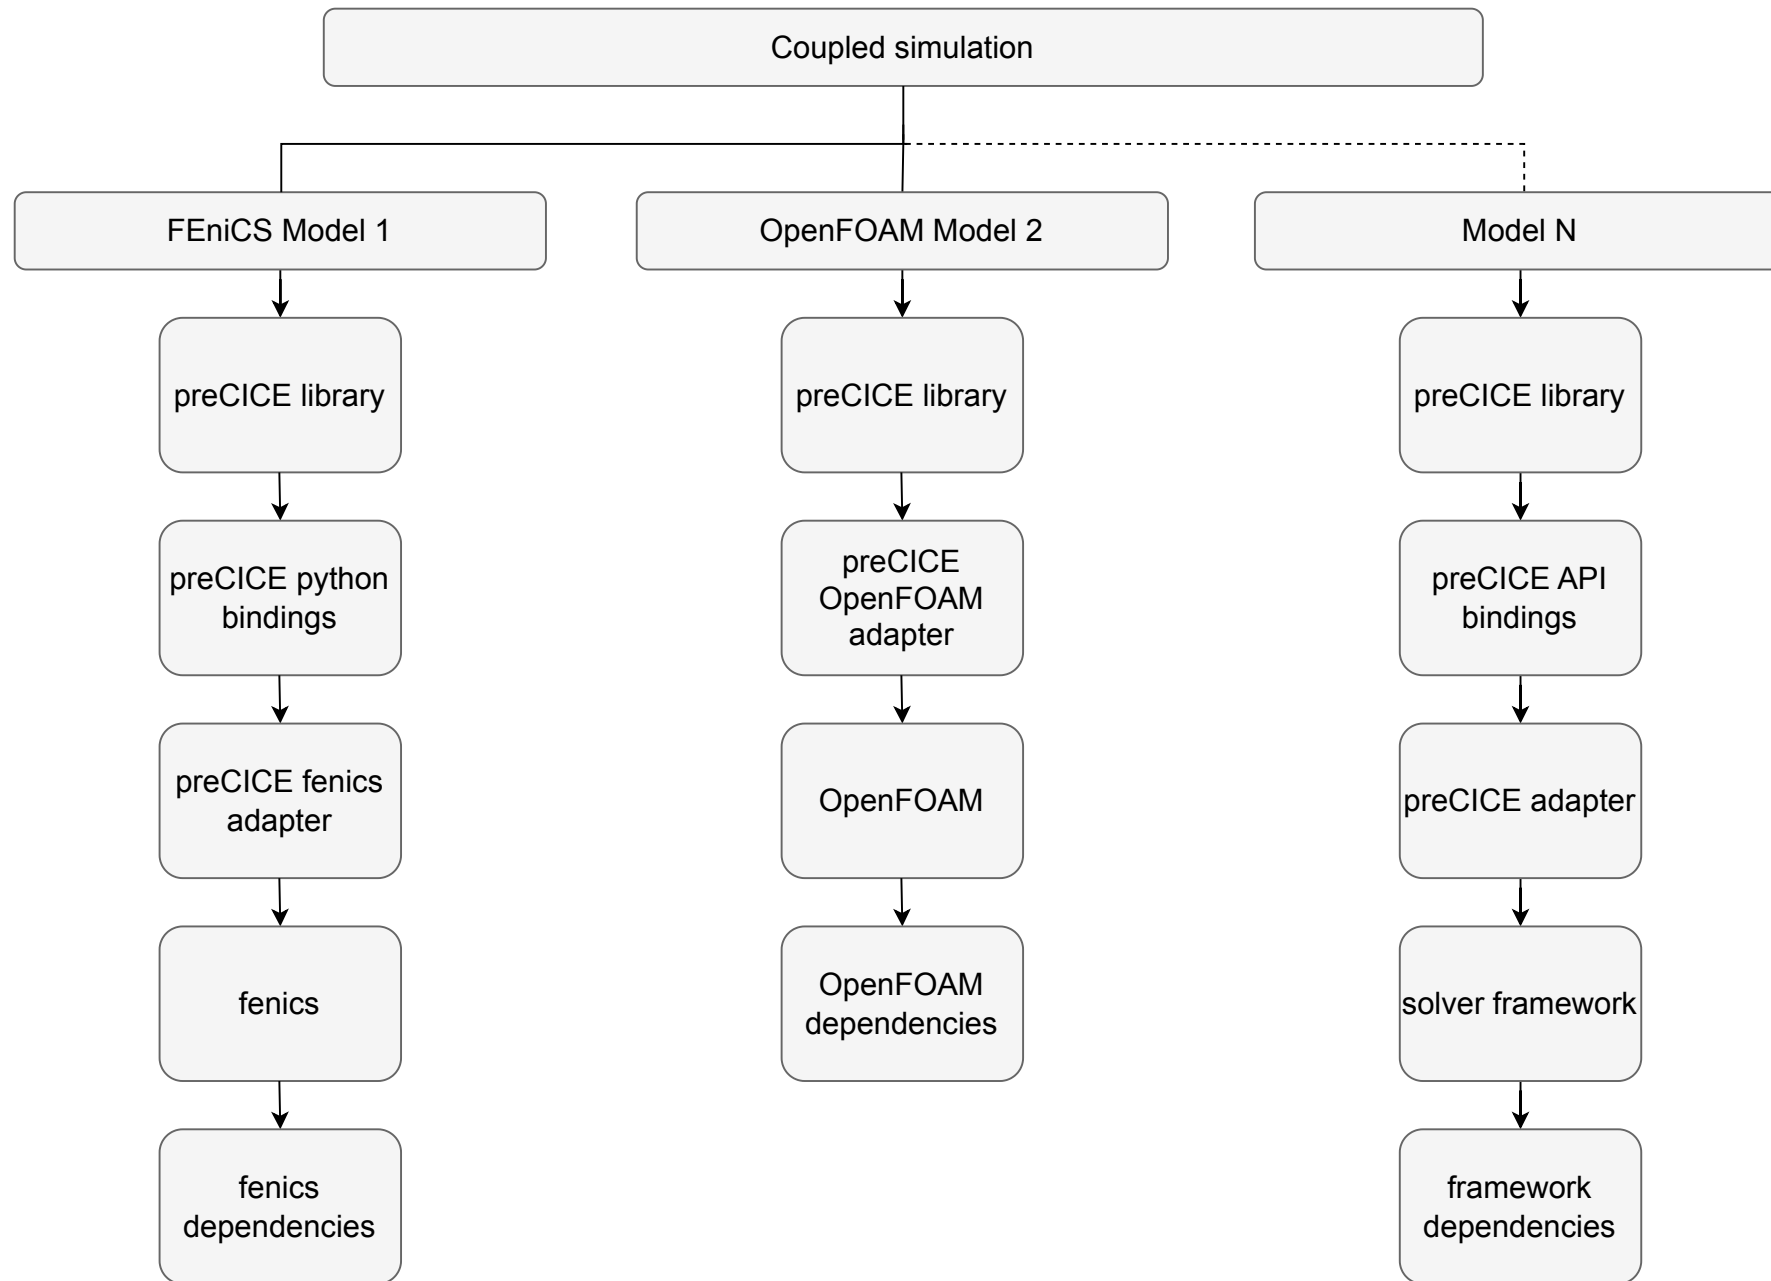 Coupled simulation
FEniCS Model 1
OpenFOAM Model 2
Model N
preCICE library
preCICE library
preCICE library
preCICE python
bindings
preCICE
OpenFOAM
adapter
preCICE API
bindings
preCICE fenics
adapter
OpenFOAM
preCICE adapter
fenics
OpenFOAM
dependencies
solver framework
fenics
dependencies
framework
dependencies